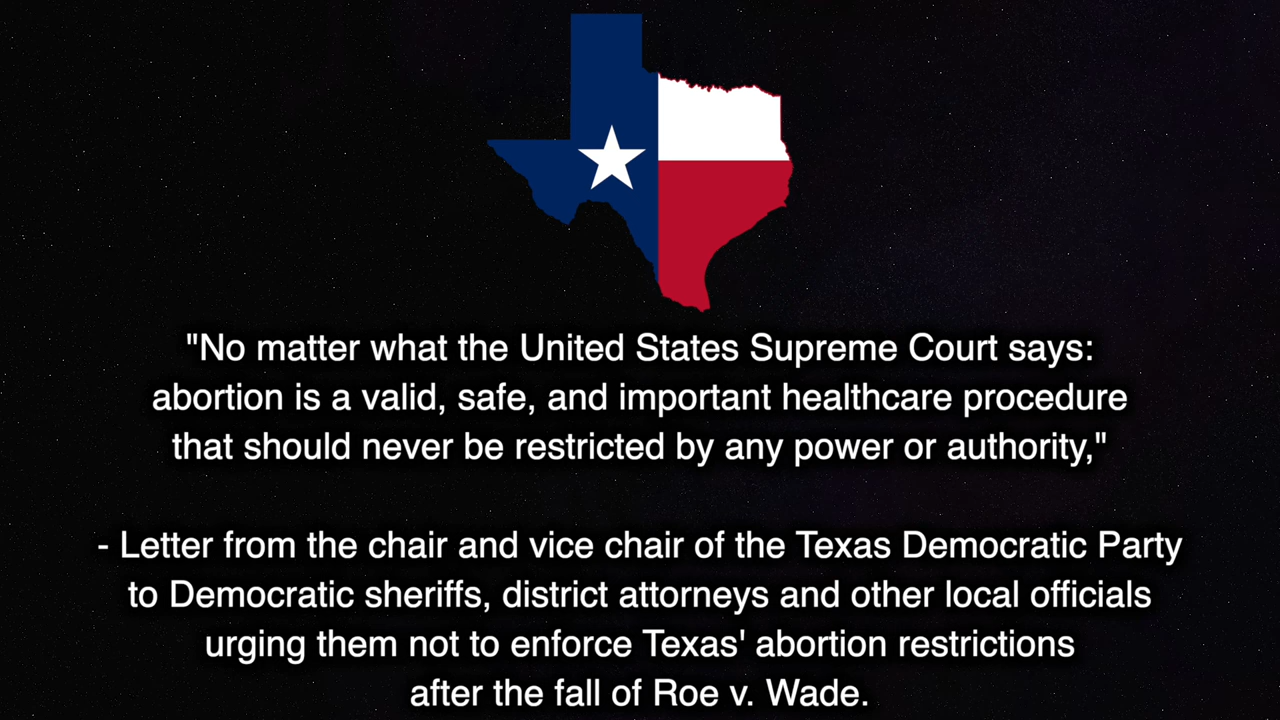 "No matter what the United States Supreme Court says:
abortion is a valid, safe, and important healthcare procedure
that should never be restricted by any power or authority,"
- Letter from the chair and vice chair of the Texas Democratic Party
to Democratic sheriffs, district attorneys and other local officials
urging them not to enforce Texas' abortion restrictions
after the fall of Roe v. Wade.